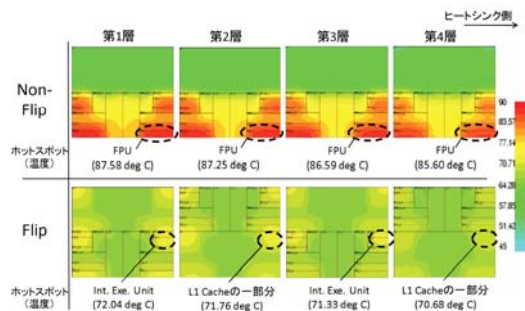 ヒートシンク側
第1層
第2層
第3層
第4層
Non-
Flip
ホットスポット
(温度)
FPU
(87.58 deg C)
FPU
(87.25 deg C)
FPU
(86.59 deg C)
FPU
(85.60 deg C)
90
83.57
77.14
70.71
64.28
57.85
51.42
45
Flip
ホットスポット
(温度)
Int. Exe. Unit
(72.04 deg C)
L1 Cacheの一部分
(71.76 deg C)
Int. Exe. Unit
(71.33 deg C)
L1 Cacheの一部分
(70.68 deg C)